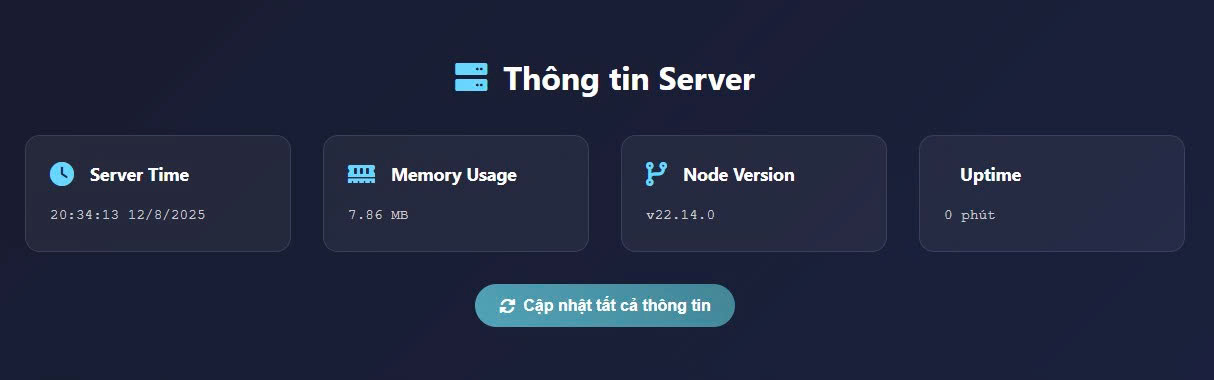 Thông tin Server
Server Time
20:34:13 12/8/2025
Memory Usage
7.86 MB
Node Version
v22.14.0
Uptime
0 phút
Cập nhật tất cả thông tin